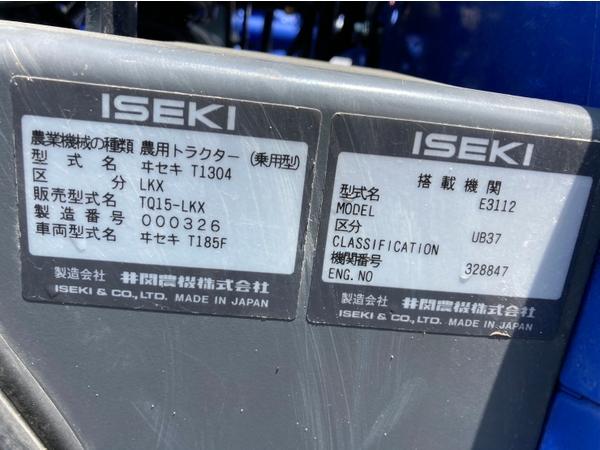 ISEKI
農業機械の種類 農用トラクター (乗用型)
型式名 ヰセキ T1304
区分 LKX
販売型式名 TQ15-LKX
製造番号 000326
車両型式名 ヰセキ T185F
製造会社 井関農機株式会社
ISEKI & CO., LTD. MADE IN JAPAN
ISEKI
搭載機関
型式名 E3112
MODEL
区分 UB37
CLASSIFICATION
機関番号 328847
ENG. NO
製造会社 井関農機株式会社
ISEKI & CO., LTD. MADE IN JAPAN